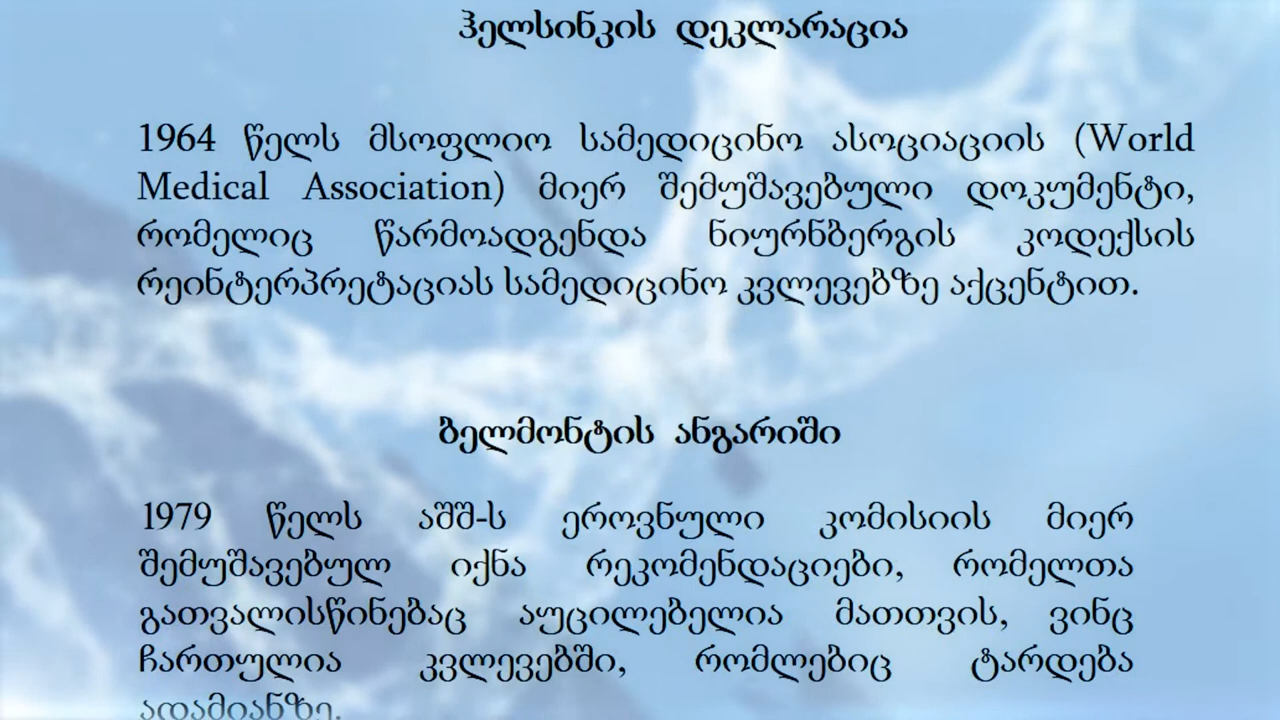 ჰელსინკის დეკლარაცია
1964 წელს მსოფლიო სამედიცინო ასოციაციის (World
Medical Association) მიერ შემუშავებული დოკუმენტი,
რომელიც წარმოადგენდა ნიურნბერგის კოდექსის
რეინტერპრეტაციას სამედიცინო კვლევებზე აქცენტით.
ბელმონტის ანგარიში
1979 წელს აშშ-ს ეროვნული კომისიის მიერ
შემუშავებულ იქნა რეკომენდაციები, რომელთა
გათვალისწინებაც აუცილებელია მათთვის, ვინც
ჩართულია კვლევებში, რომლებიც ტარდება
ადამიანზე.